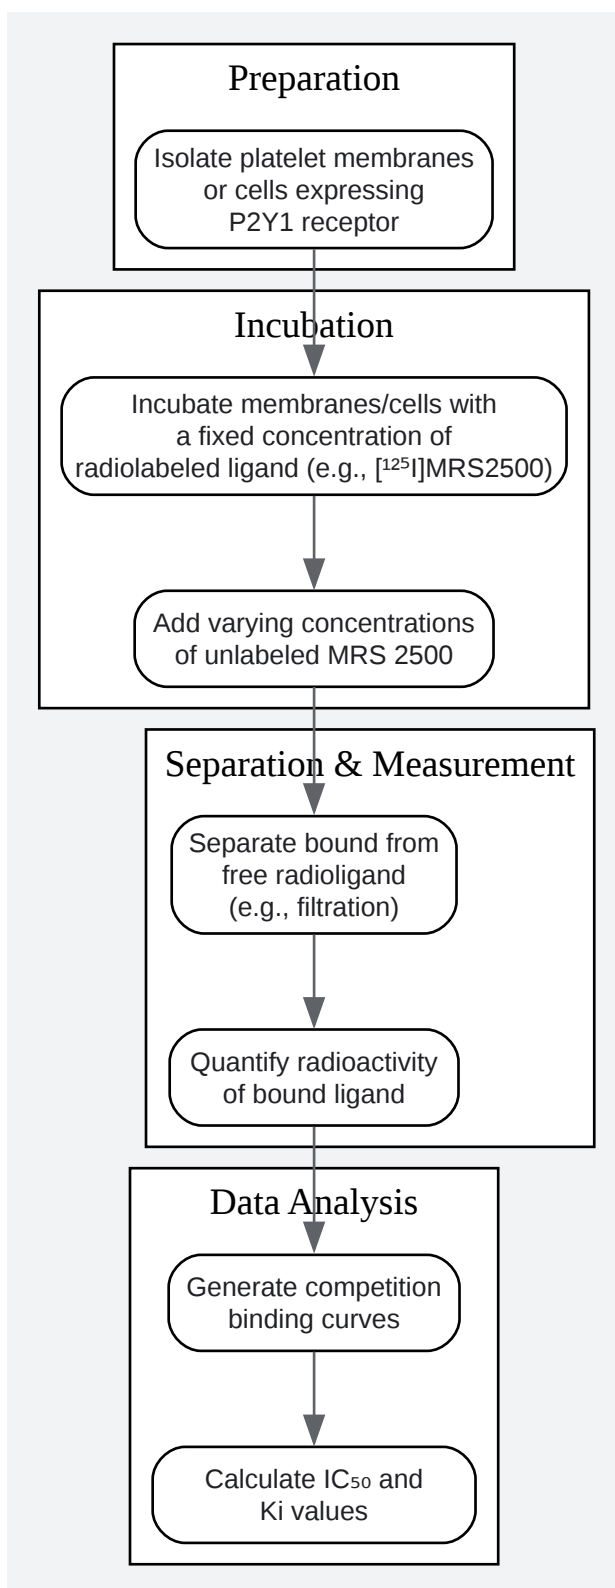 Preparation
Isolate platelet membranes
or cells expressing
P2Y1 receptor
Incubation
Incubate membranes/cells with
a fixed concentration of
radiolabeled ligand (e.g., [¹²⁵I]MRS2500)
Add varying concentrations
of unlabeled MRS 2500
Separation & Measurement
Separate bound from
free radioligand
(e.g., filtration)
Quantify radioactivity
of bound ligand
Data Analysis
Generate competition
binding curves
Calculate IC₅₀ and
Ki values